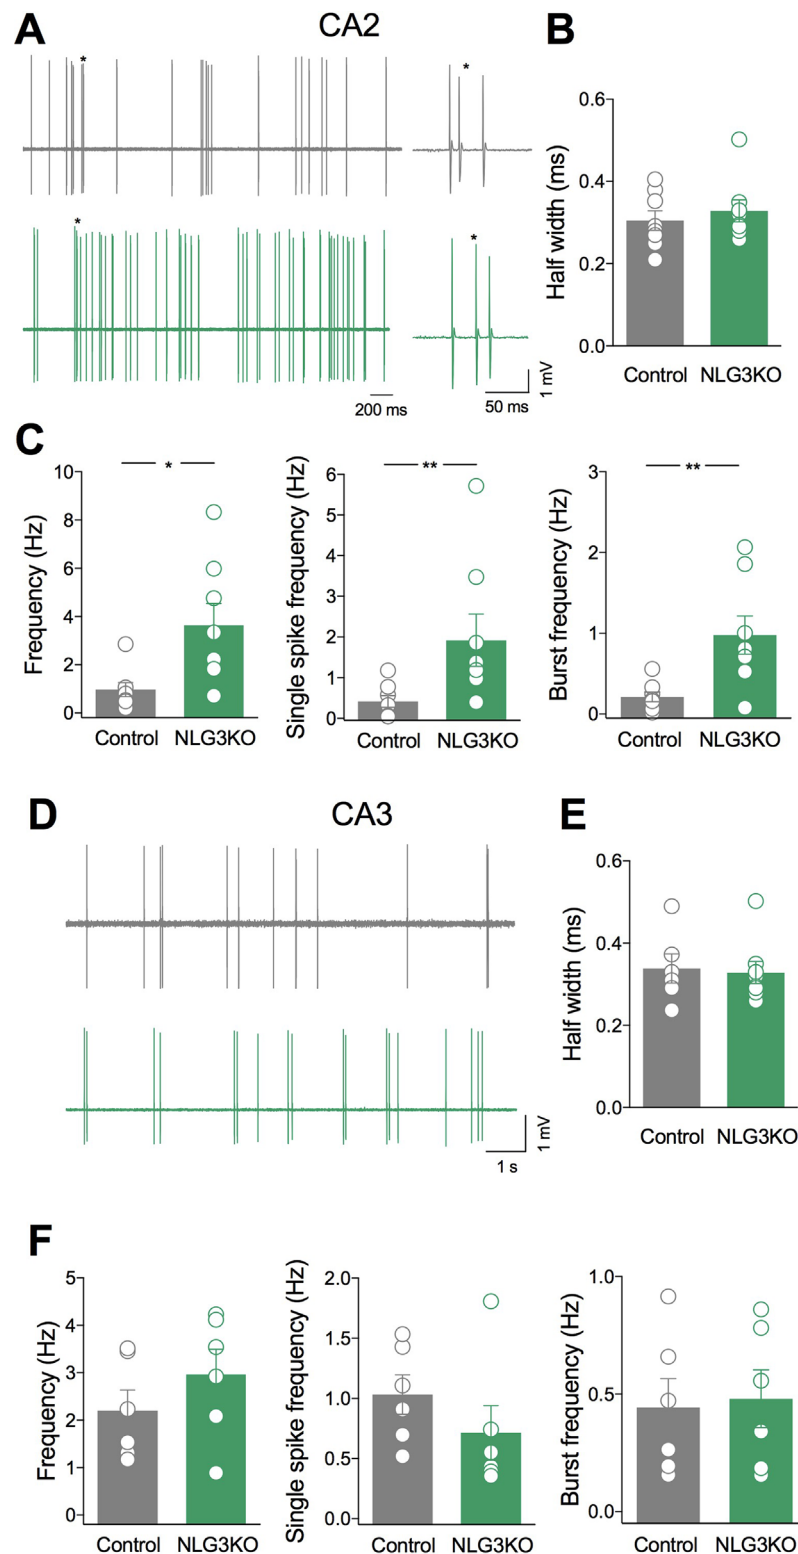 A
CA2
B
*
*
*
*
200 ms
50 ms
1 mV
Half width (ms)
0.6
0.4
0.2
0.0
Control NLG3KO
C
Frequency (Hz)
10
8
6
4
2
0
*
Control NLG3KO
Single spike frequency (Hz)
6
5
4
3
2
1
0
**
Control NLG3KO
Burst frequency (Hz)
3
2
1
0
**
Control NLG3KO
D
CA3
E
1 s
1 mV
Half width (ms)
0.6
0.4
0.2
0.0
Control NLG3KO
F
Frequency (Hz)
5
4
3
2
1
0
Control NLG3KO
Single spike frequency (Hz)
2.0
1.5
1.0
0.5
0.0
Control NLG3KO
Burst frequency (Hz)
1.0
0.5
0.0
Control NLG3KO